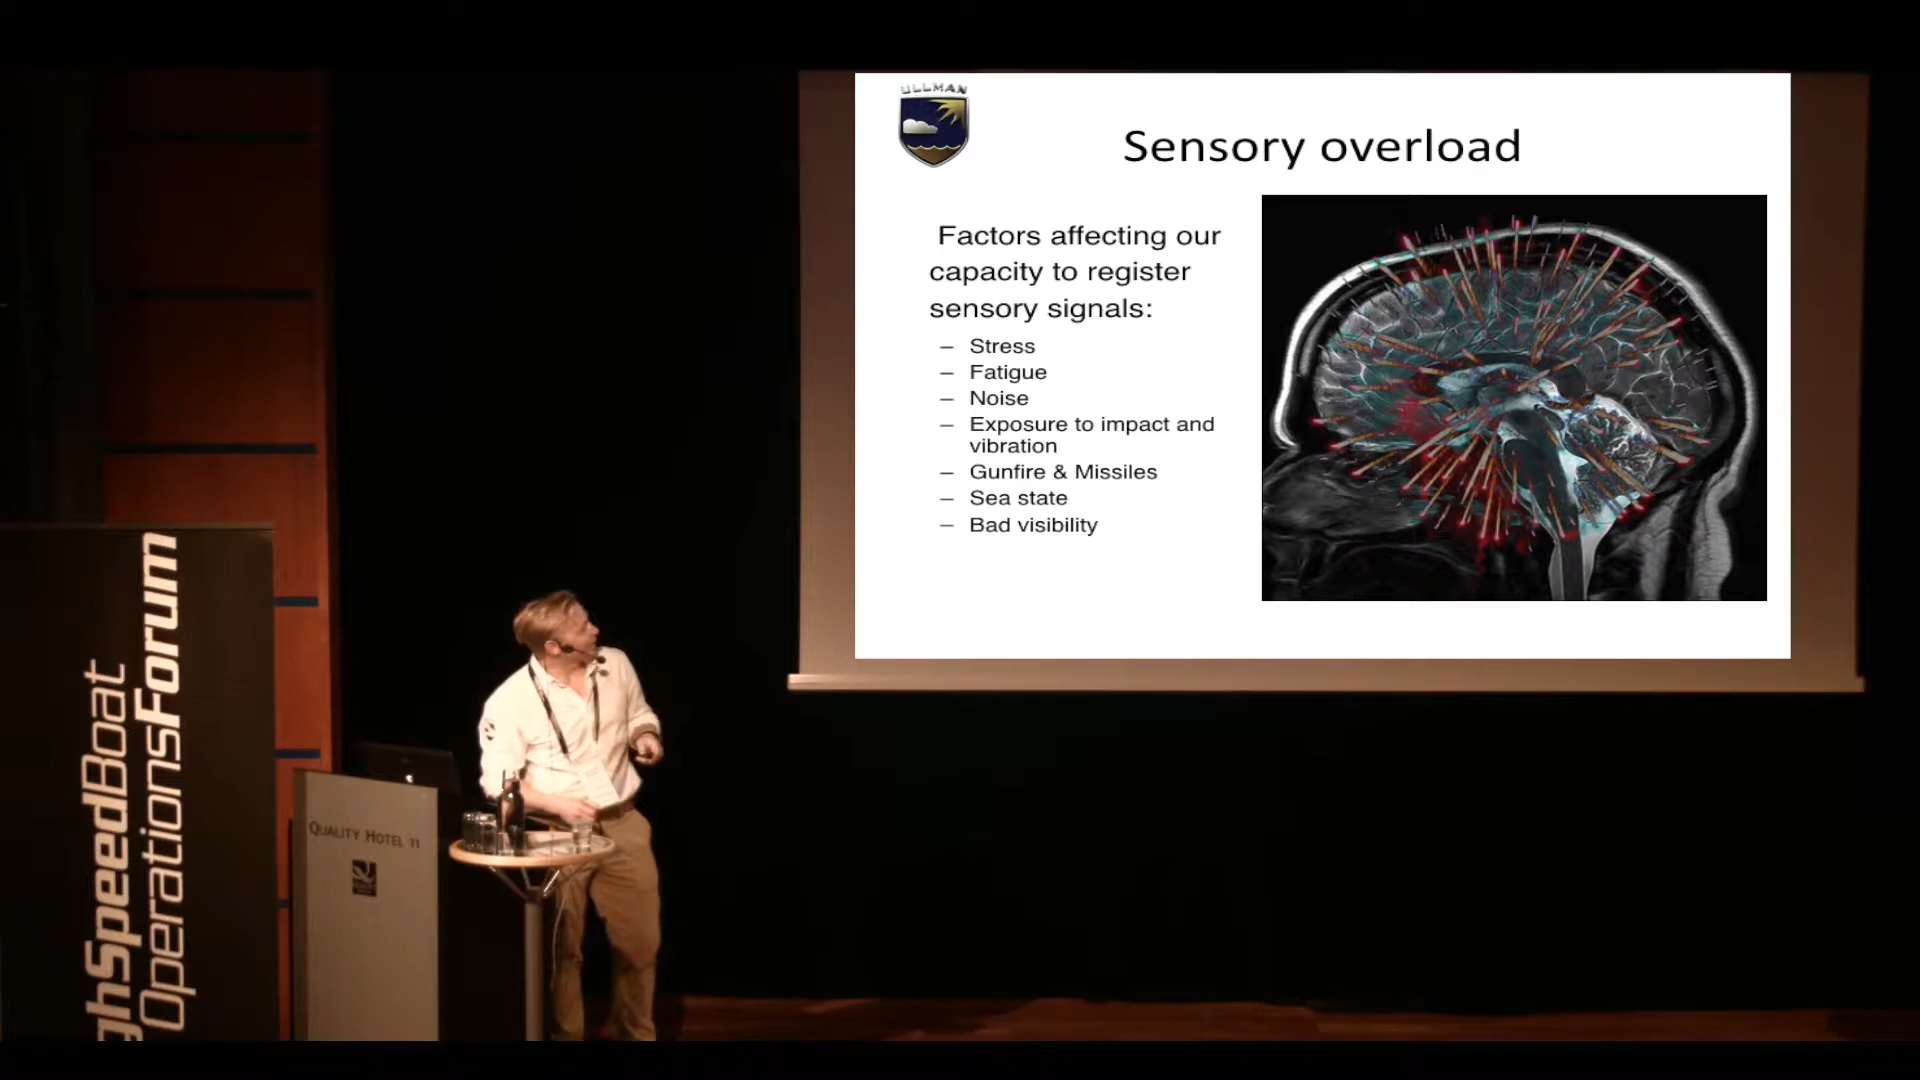 ULLMAN
Sensory overload
Factors affecting our
capacity to register
sensory signals:
– Stress
– Fatigue
– Noise
– Exposure to impact and
vibration
– Gunfire & Missiles
– Sea state
– Bad visibility
ghSpeedBoat
OperationsForum
QUALITY HOTEL 11